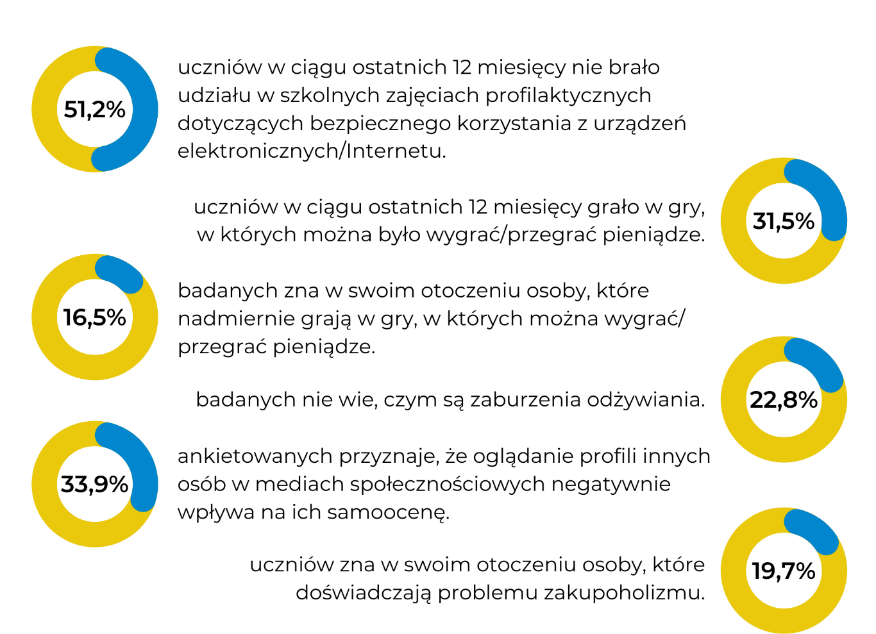 51,2%
uczniów w ciągu ostatnich 12 miesięcy nie brało
udziału w szkolnych zajęciach profilaktycznych
dotyczących bezpiecznego korzystania z urządzeń
elektronicznych/Internetu.
uczniów w ciągu ostatnich 12 miesięcy grało w gry,
w których można było wygrać/przegrać pieniądze.
31,5%
16,5%
badanych zna w swoim otoczeniu osoby, które
nadmiernie grają w gry, w których można wygrać/
przegrać pieniądze.
badanych nie wie, czym są zaburzenia odżywiania.
22,8%
33,9%
ankietowanych przyznaje, że oglądanie profili innych
osób w mediach społecznościowych negatywnie
wpływa na ich samoocenę.
uczniów zna w swoim otoczeniu osoby, które
doświadczają problemu zakupoholizmu.
19,7%